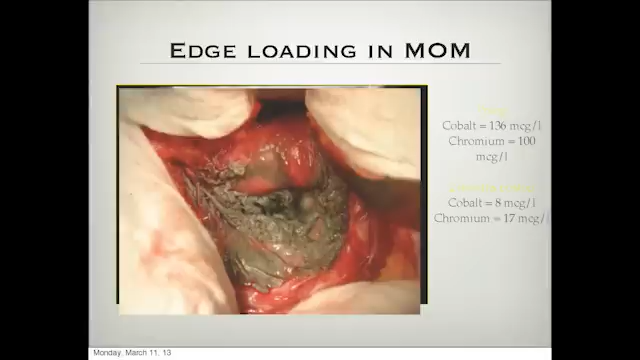 EDGE LOADING IN MOM
Cobalt = 136 mcg/l
Chromium = 100
mcg/l
Cobalt = 8 mcg/l
Chromium = 17 mcg/l
Monday, March 11, 13